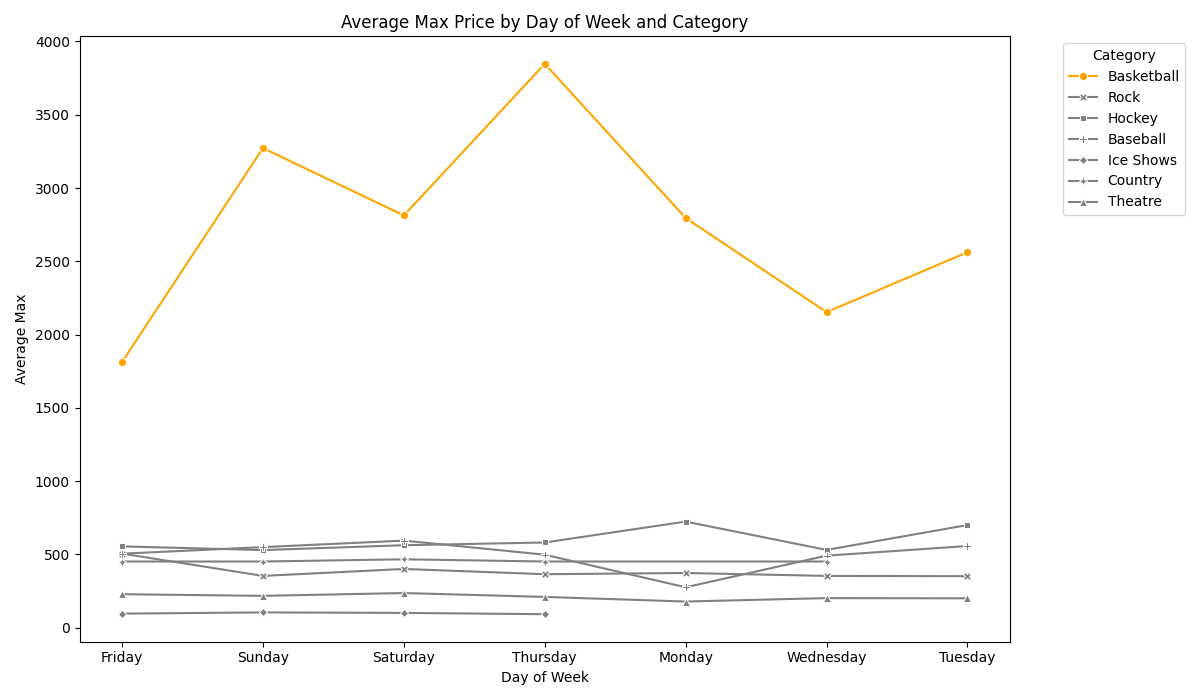 Average Max Price by Day of Week and Category
Average Max
4000
3500
3000
2500
2000
1500
1000
500
0
Friday
Sunday
Saturday
Thursday
Monday
Wednesday
Tuesday
Day of Week
Category
Basketball
Rock
Hockey
Baseball
Ice Shows
Country
Theatre